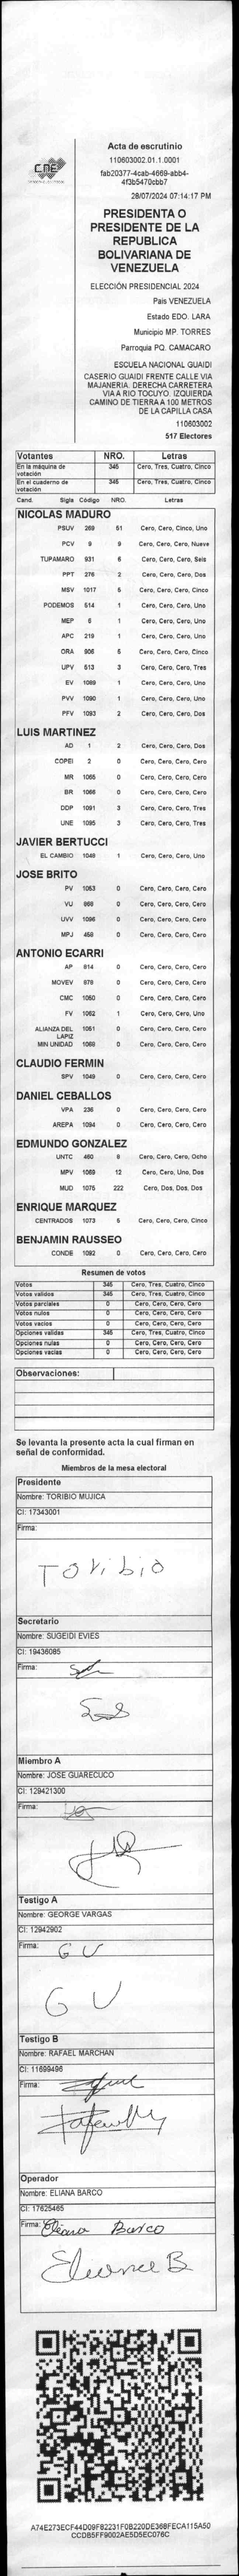 CNE
Acta de escrutinio
110603002.01.1.0001
fab20377-4cab-4669-abb4-
4f3b5470cbb7
28/07/2024 07:14:17 PM
PRESIDENTA O
PRESIDENTE DE LA
REPUBLICA
BOLIVARIANA DE
VENEZUELA
ELECCIÓN PRESIDENCIAL 2024
Pais VENEZUELA
Estado EDO. LARA
Municipio MP. TORRES
Parroquia PQ. CAMACARO
ESCUELA NACIONAL GUAIDI
CASERIO GUAIDI FRENTE CALLE VIA
MAJANERIA. DERECHA CARRETERA
VIA A RIO TOCUYO. IZQUIERDA
CAMINO DE TIERRA A 100 METROS
DE LA CAPILLA CASA
110603002
517 Electores
Votantes NRO. Letras
En la máquina de votación 345 Cero, Tres, Cuatro, Cinco
En el cuaderno de votación 345 Cero, Tres, Cuatro, Cinco
Cand. Sigla Código NRO. Letras
NICOLAS MADURO
PSUV 269 51 Cero, Cero, Cinco, Uno
PCV 9 9 Cero, Cero, Cero, Nueve
TUPAMARO 931 6 Cero, Cero, Cero, Seis
PPT 276 2 Cero, Cero, Cero, Dos
MSV 1017 5 Cero, Cero, Cero, Cinco
PODEMOS 514 1 Cero, Cero, Cero, Uno
MEP 6 1 Cero, Cero, Cero, Uno
APC 219 1 Cero, Cero, Cero, Uno
ORA 906 5 Cero, Cero, Cero, Cinco
UPV 513 3 Cero, Cero, Cero, Tres
EV 1089 1 Cero, Cero, Cero, Uno
PVV 1090 1 Cero, Cero, Cero, Uno
PFV 1093 2 Cero, Cero, Cero, Dos
LUIS MARTINEZ
AD 1 2 Cero, Cero, Cero, Dos
COPEI 2 0 Cero, Cero, Cero, Cero
MR 1065 0 Cero, Cero, Cero, Cero
BR 1066 0 Cero, Cero, Cero, Cero
DDP 1091 3 Cero, Cero, Cero, Tres
UNE 1095 3 Cero, Cero, Cero, Tres
JAVIER BERTUCCI
EL CAMBIO 1048 1 Cero, Cero, Cero, Uno
JOSE BRITO
PV 1053 0 Cero, Cero, Cero, Cero
VU 868 0 Cero, Cero, Cero, Cero
UVV 1096 0 Cero, Cero, Cero, Cero
MPJ 458 0 Cero, Cero, Cero, Cero
ANTONIO ECARRI
AP 814 0 Cero, Cero, Cero, Cero
MOVEV 878 0 Cero, Cero, Cero, Cero
CMC 1050 0 Cero, Cero, Cero, Cero
FV 1052 1 Cero, Cero, Cero, Uno
ALIANZA DEL LAPIZ 1051 0 Cero, Cero, Cero, Cero
MIN UNIDAD 1068 0 Cero, Cero, Cero, Cero
CLAUDIO FERMIN
SPV 1049 0 Cero, Cero, Cero, Cero
DANIEL CEBALLOS
VPA 236 0 Cero, Cero, Cero, Cero
AREPA 1094 0 Cero, Cero, Cero, Cero
EDMUNDO GONZALEZ
UNTC 460 8 Cero, Cero, Cero, Ocho
MPV 1069 12 Cero, Cero, Uno, Dos
MUD 1075 222 Cero, Dos, Dos, Dos
ENRIQUE MARQUEZ
CENTRADOS 1073 5 Cero, Cero, Cero, Cinco
BENJAMIN RAUSSEO
CONDE 1092 0 Cero, Cero, Cero, Cero
Resumen de votos
Votos 345 Cero, Tres, Cuatro, Cinco
Votos validos 345 Cero, Tres, Cuatro, Cinco
Votos parciales 0 Cero, Cero, Cero, Cero
Votos nulos 0 Cero, Cero, Cero, Cero
Votos vacios 0 Cero, Cero, Cero, Cero
Opciones validas 345 Cero, Tres, Cuatro, Cinco
Opciones nulas 0 Cero, Cero, Cero, Cero
Opciones vacias 0 Cero, Cero, Cero, Cero
Observaciones:
Se levanta la presente acta la cual firman en
señal de conformidad.
Miembros de la mesa electoral
Presidente
Nombre: TORIBIO MUJICA
CI: 17343001
Firma:
Toribio
Secretario
Nombre: SUGEIDI EVIES
CI: 19436085
Firma:
Miembro A
Nombre: JOSE GUARECUCO
CI: 129421300
Firma:
Testigo A
Nombre: GEORGE VARGAS
CI: 12942902
Firma: G V
G V
Testigo B
Nombre: RAFAEL MARCHAN
CI: 11699496
Firma:
Operador
Nombre: ELIANA BARCO
CI: 17625465
Firma: Eliana Barco
Eliana B
A74E273ECF44D09F82231F0B220DE368FECA115A50
CCDB5FF9002AE5D5EC076C